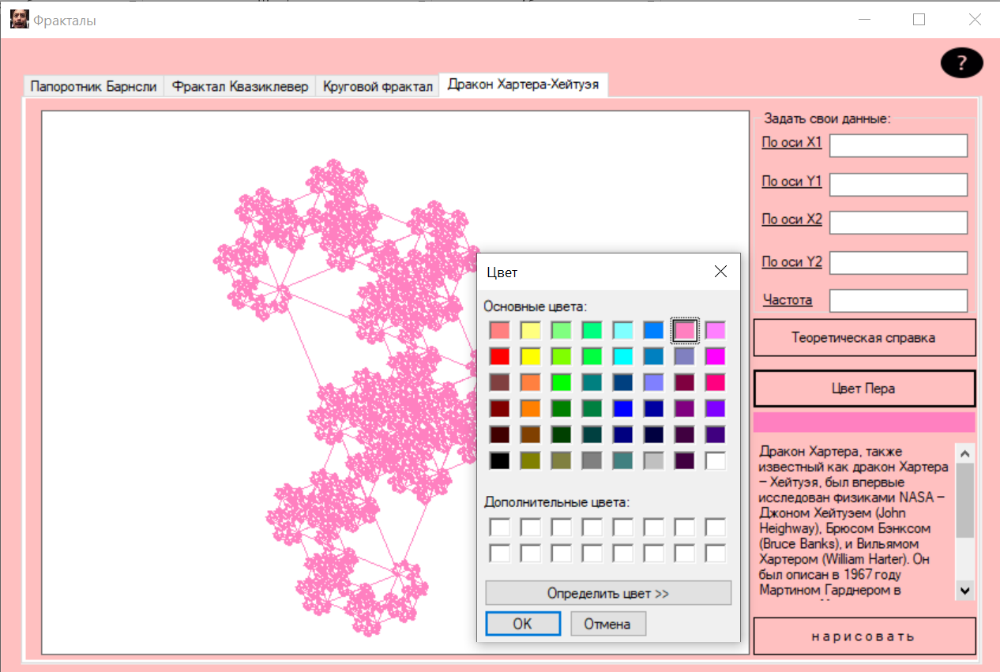 Фракталы
?
Папоротник Барнсли
Фрактал Квазиклевер
Круговой фрактал
Дракон Хартера-Хейтуэя
Задать свои данные:
По оси X1
По оси Y1
По оси X2
По оси Y2
Частота
Теоретическая справка
Цвет Пера
Дракон Хартера, также
известный как дракон Хартера
– Хейтуэя, был впервые
исследован физиками NASA –
Джоном Хейтуэем (John
Heighway), Брюсом Бэнксом
(Bruce Banks), и Вильямом
Хартером (William Harter). Он
был описан в 1967 году
Мартином Гарднером в
нарисовать
Цвет
Основные цвета:
Дополнительные цвета:
Определить цвет >>
OK
Отмена